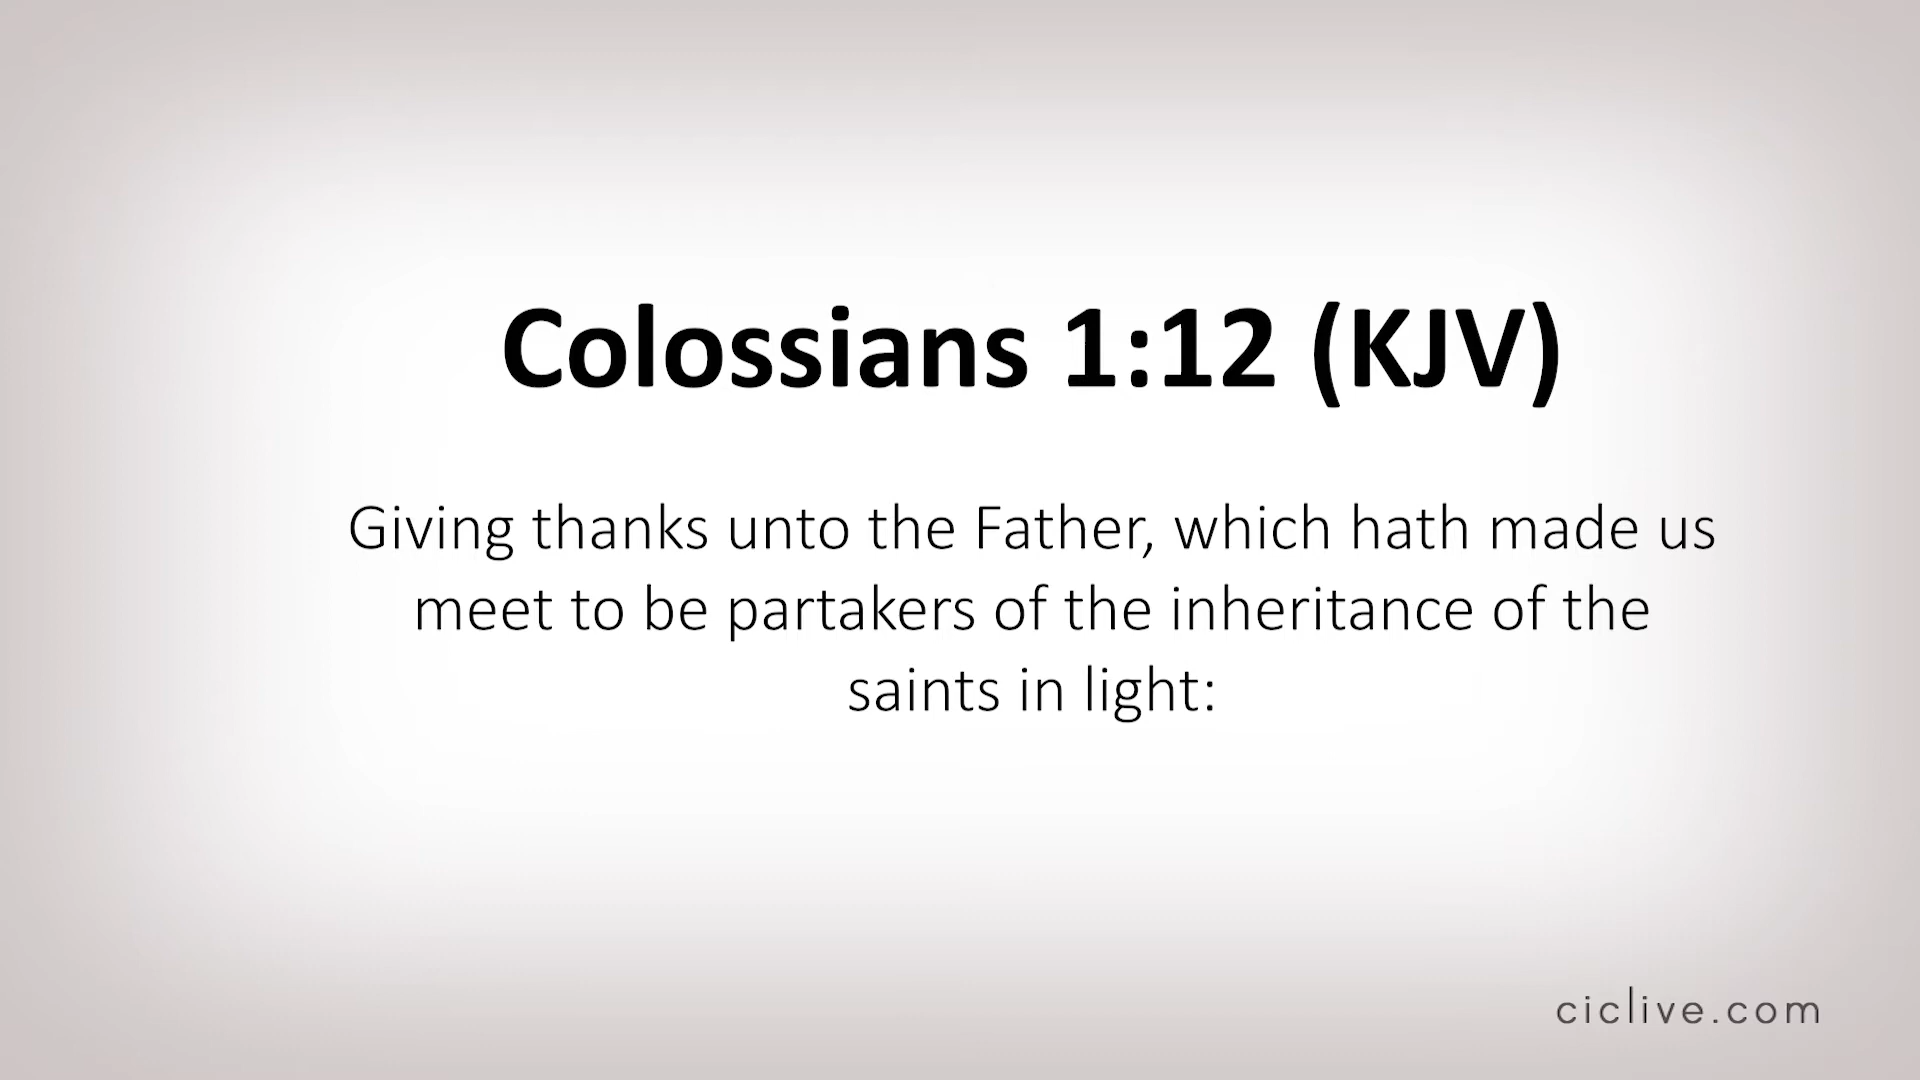 Colossians 1:12 (KJV)
Giving thanks unto the Father, which hath made us
meet to be partakers of the inheritance of the
saints in light:
ciclive.com